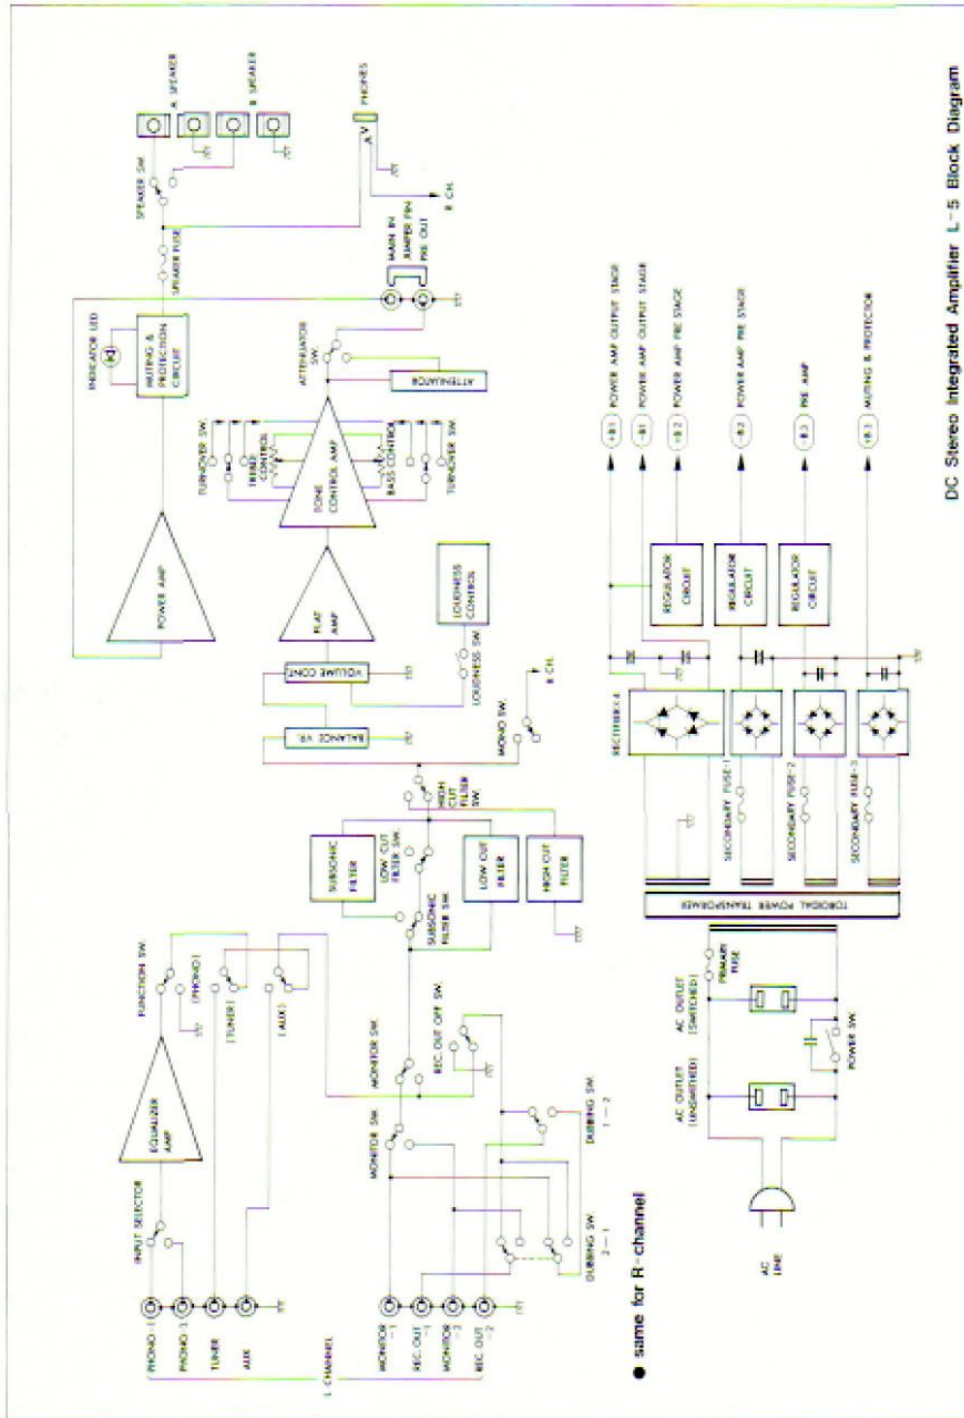 DC Stereo Integrated Amplifier L-5 Block Diagram
PHONO-1
PHONO-2
TUNER
AUX
L CHANNEL
MONITOR
-1
REC. OUT
-1
MONITOR
-2
REC. OUT
-2
INPUT SELECTOR
EQUALIZER
AMP
FUNCTION SW.
[PHONO]
[TUNER]
[AUX]
MONITOR SW.
MONITOR SW.
REC. OUT OFF SW.
DUBBING SW.
2-1
DUBBING SW.
1-2
SUBSONIC
FILTER SW.
SUBSONIC
FILTER
LOW CUT
FILTER SW.
LOW CUT
FILTER
HIGH CUT
FILTER
HIGH
CUT
FILTER
SW.
MONO SW.
R CH.
BALANCE VR.
VOLUME CONT.
LOUDNESS SW.
LOUDNESS
CONTROL
FLAT
AMP
TONE
CONTROL AMP
TURNOVER SW.
TREBLE
CONTROL
BASS CONTROL
TURNOVER SW.
ATTENUATOR
SW.
ATTENUATOR
MAIN IN
JUMPER PIN
PRE OUT
POWER AMP
INDICATOR LED
MUTING &
PROTECTION
CIRCUIT
SPEAKER FUSE
SPEAKER SW.
A SPEAKER
B SPEAKER
PHONES
R CH.
● same for R-channel
AC
LINE
AC OUTLET
[UNSWITHED]
AC OUTLET
[SWITCHED]
POWER SW.
PRIMARY
FUSE
TOROIDAL POWER TRANSFORMER
SECONDARY FUSE-1
SECONDARY FUSE-2
SECONDARY FUSE-3
RECTIFIER×4
REGULATOR
CIRCUIT
REGULATOR
CIRCUIT
REGULATOR
CIRCUIT
+B1 POWER AMP OUTPUT STAGE
-B1 POWER AMP OUTPUT STAGE
+B2 POWER AMP PRE STAGE
-B2 POWER AMP PRE STAGE
PRE AMP
MUTING & PROTECTOR